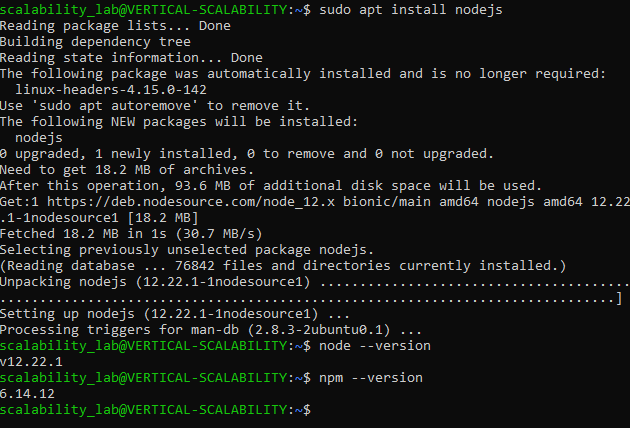 scalability_lab@VERTICAL-SCALABILITY:~$ sudo apt install nodejs
Reading package lists... Done
Building dependency tree
Reading state information... Done
The following package was automatically installed and is no longer required:
  linux-headers-4.15.0-142
Use 'sudo apt autoremove' to remove it.
The following NEW packages will be installed:
  nodejs
0 upgraded, 1 newly installed, 0 to remove and 0 not upgraded.
Need to get 18.2 MB of archives.
After this operation, 93.6 MB of additional disk space will be used.
Get:1 https://deb.nodesource.com/node_12.x bionic/main amd64 nodejs amd64 12.22
.1-1nodesource1 [18.2 MB]
Fetched 18.2 MB in 1s (30.7 MB/s)
Selecting previously unselected package nodejs.
(Reading database ... 76842 files and directories currently installed.)
Unpacking nodejs (12.22.1-1nodesource1) ......................................
.............................................................................]
Setting up nodejs (12.22.1-1nodesource1) ...
Processing triggers for man-db (2.8.3-2ubuntu0.1) ...
scalability_lab@VERTICAL-SCALABILITY:~$ node --version
v12.22.1
scalability_lab@VERTICAL-SCALABILITY:~$ npm --version
6.14.12
scalability_lab@VERTICAL-SCALABILITY:~$